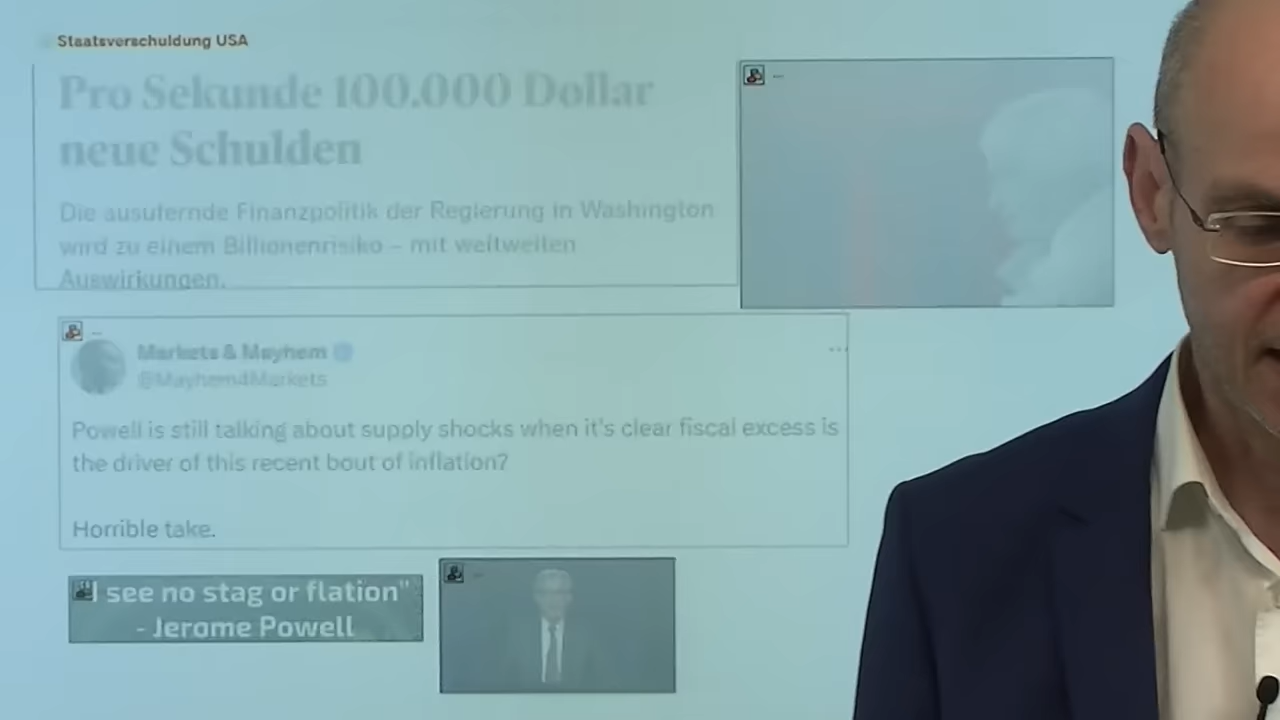 Staatsverschuldung USA
Pro Sekunde 100.000 Dollar
neue Schulden
Die ausufernde Finanzpolitik der Regierung in Washington
wird zu einem Billionenrisiko – mit weltweiten
Auswirkungen.
Markets & Mayhem
@Mayhem4Markets
Powell is still talking about supply shocks when it's clear fiscal excess is
the driver of this recent bout of inflation?
Horrible take.
I see no stag or flation"
- Jerome Powell